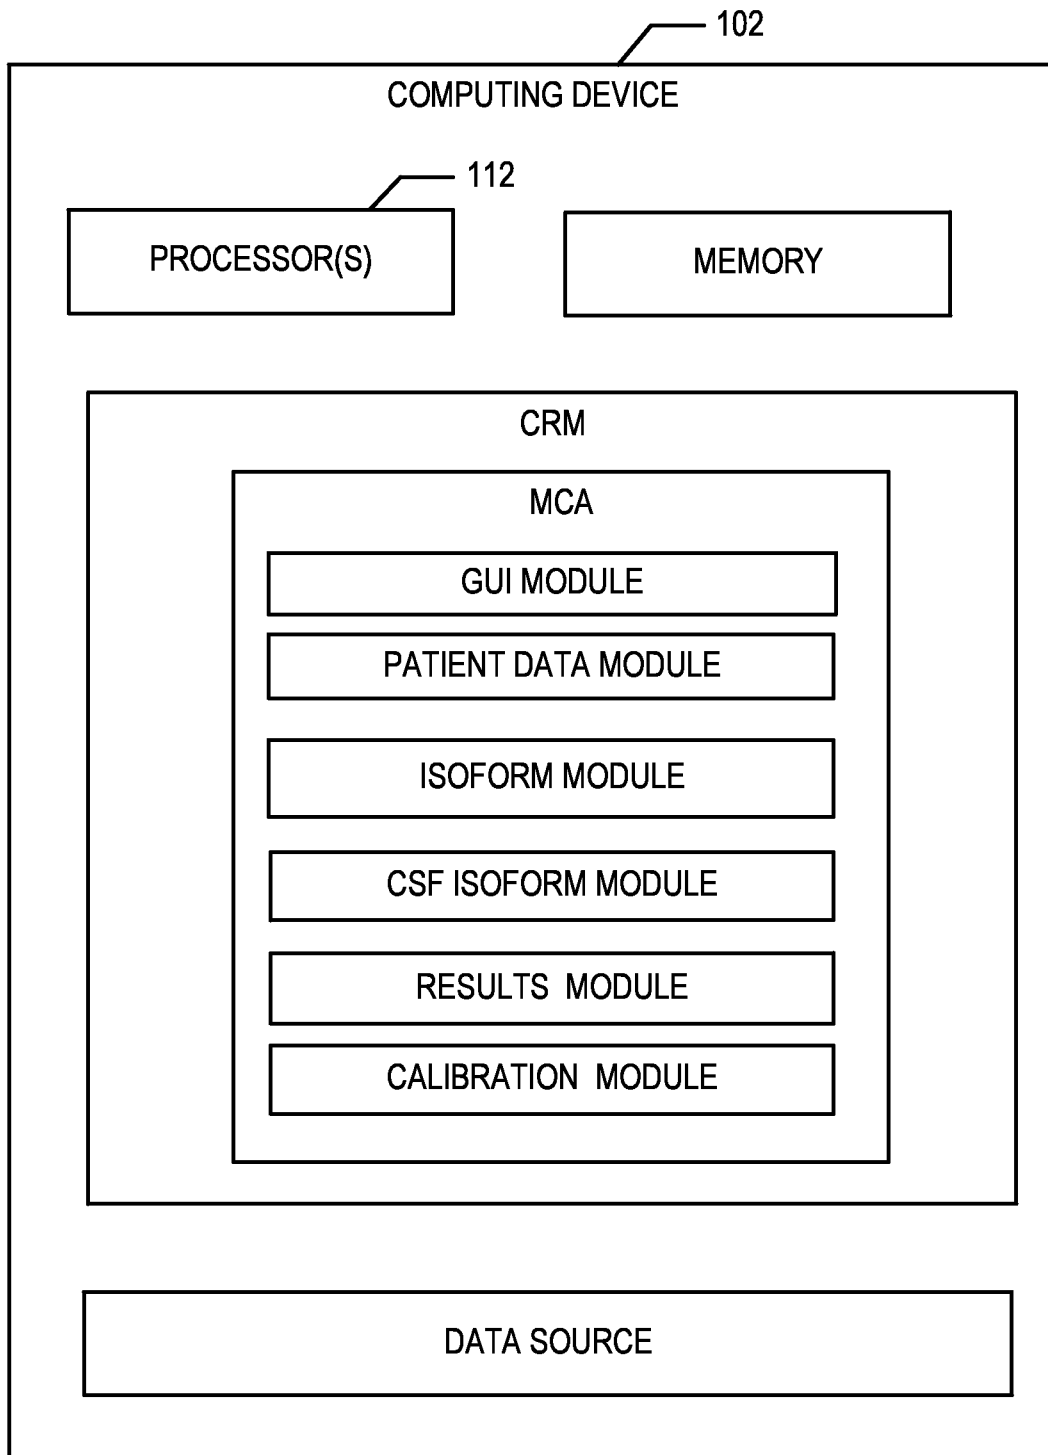 102
COMPUTING DEVICE
112
PROCESSOR(S)
MEMORY
CRM
MCA
GUI MODULE
PATIENT DATA MODULE
ISOFORM MODULE
CSF ISOFORM MODULE
RESULTS MODULE
CALIBRATION MODULE
DATA SOURCE